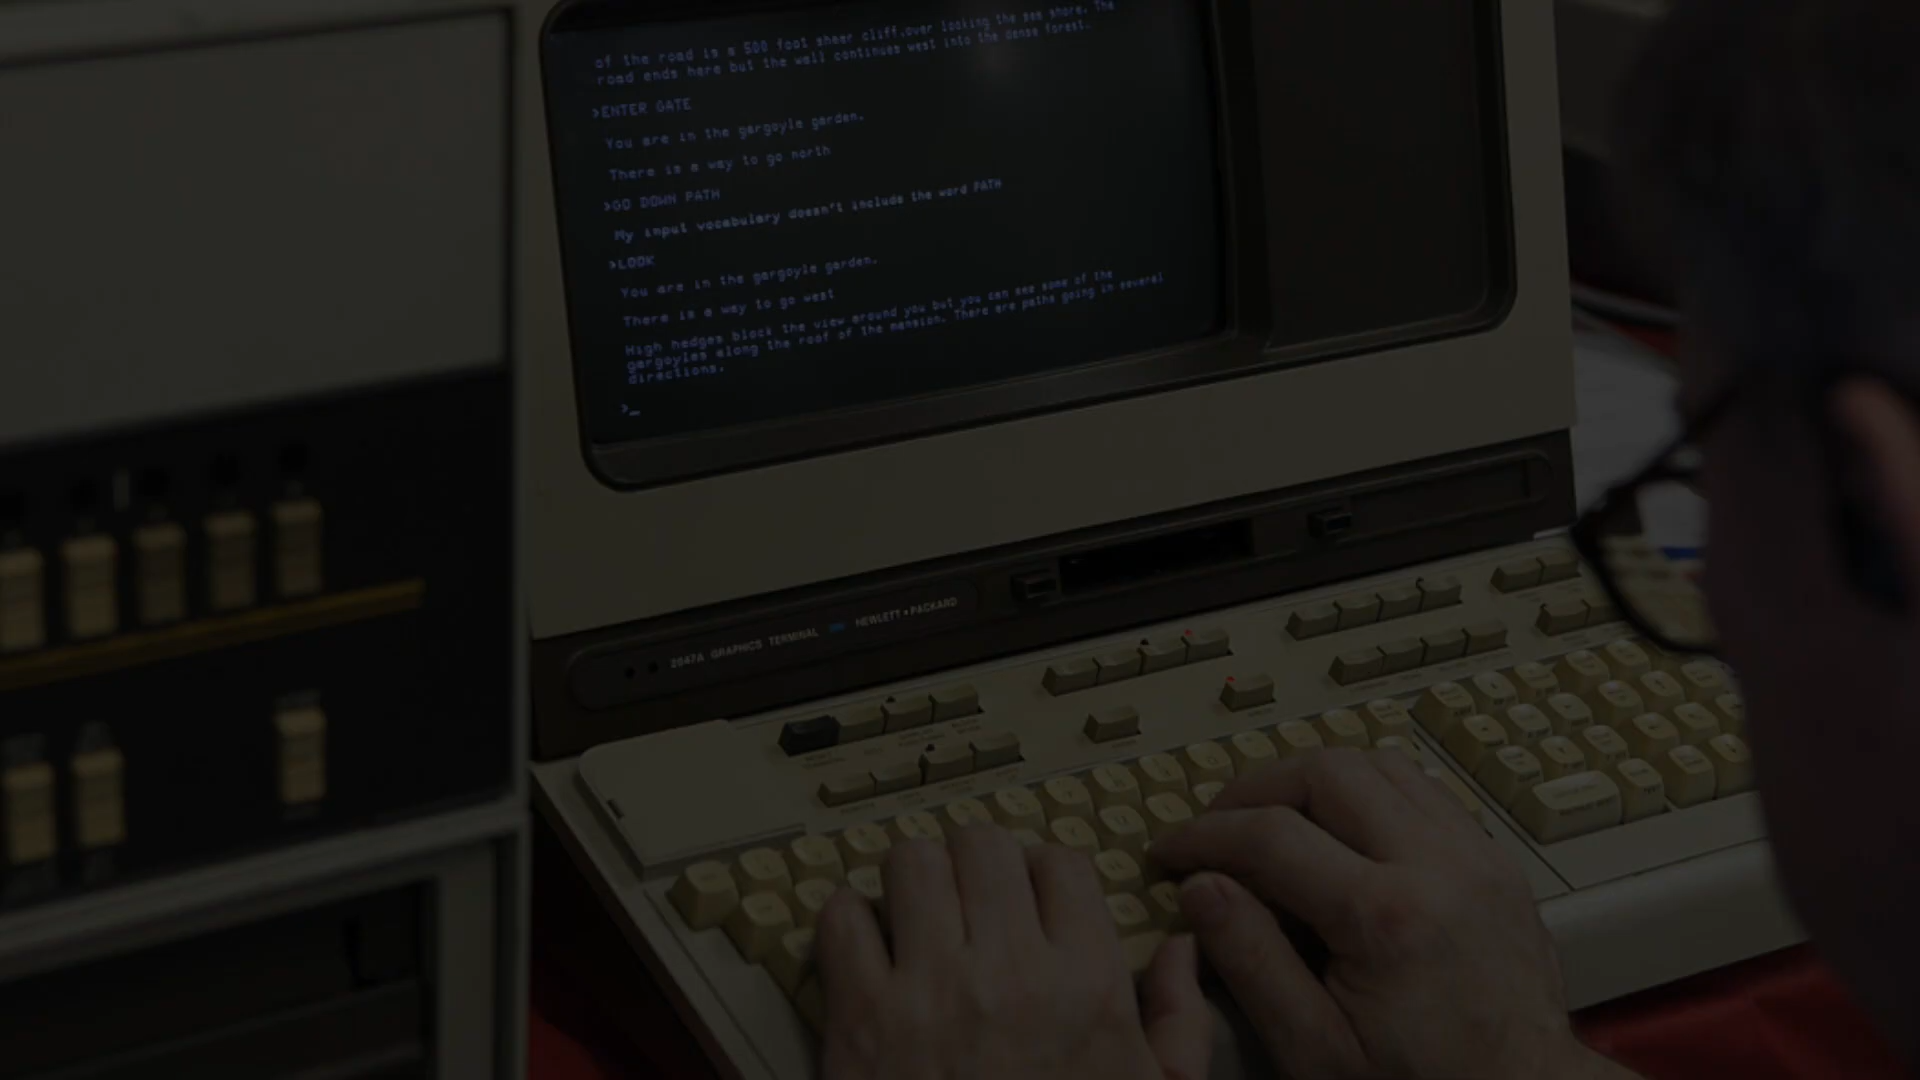 of the road is a 500 foot sheer cliff,over looking the sea shore. The
road ends here but the wall continues west into the dense forest.
>ENTER GATE
You are in the gargoyle garden.
There is a way to go north
>GO DOWN PATH
My input vocabulary doesn't include the word PATH
>LOOK
You are in the gargoyle garden.
There is a way to go west
High hedges block the view around you but you can see some of the
gargoyles along the roof of the mansion. There are paths going in several
directions.
>_
2647A GRAPHICS TERMINAL HEWLETT•PACKARD